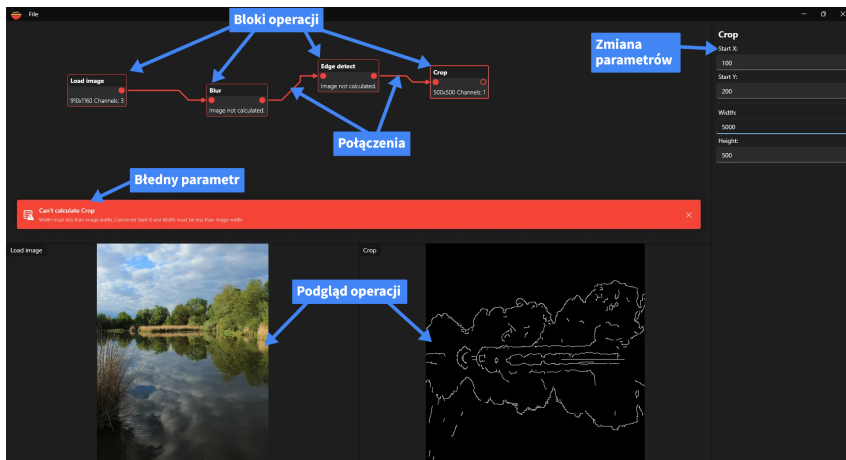 File
Bloki operacji
Load image
910x1160 Channels: 3
Blur
Image not calculated.
Edge detect
Image not calculated.
Crop
500x500 Channels: 1
Połączenia
Zmiana
parametrów
Crop
Start X:
100
Start Y:
200
Width:
5000
Height:
500
Błedny parametr
Can't calculate Crop
Width must less than image width, Combined Start X and Width must be less than image width.
Load image
Crop
Podgląd operacji